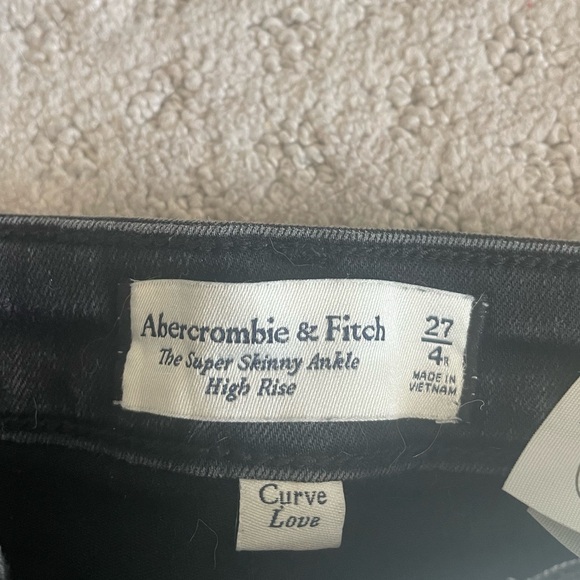 Abercrombie & Fitch
The Super Skinny Ankle
High Rise
27
4R
MADE IN
VIETNAM
Curve
Love